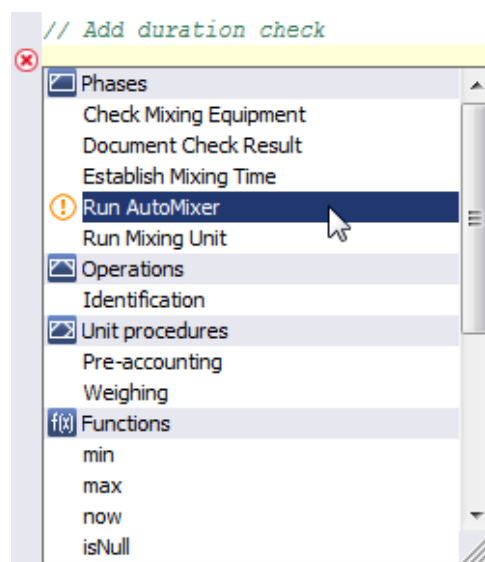 // Add duration check
Phases
Check Mixing Equipment
Document Check Result
Establish Mixing Time
Run AutoMixer
Run Mixing Unit
Operations
Identification
Unit procedures
Pre-accounting
Weighing
f(x) Functions
min
max
now
isNull